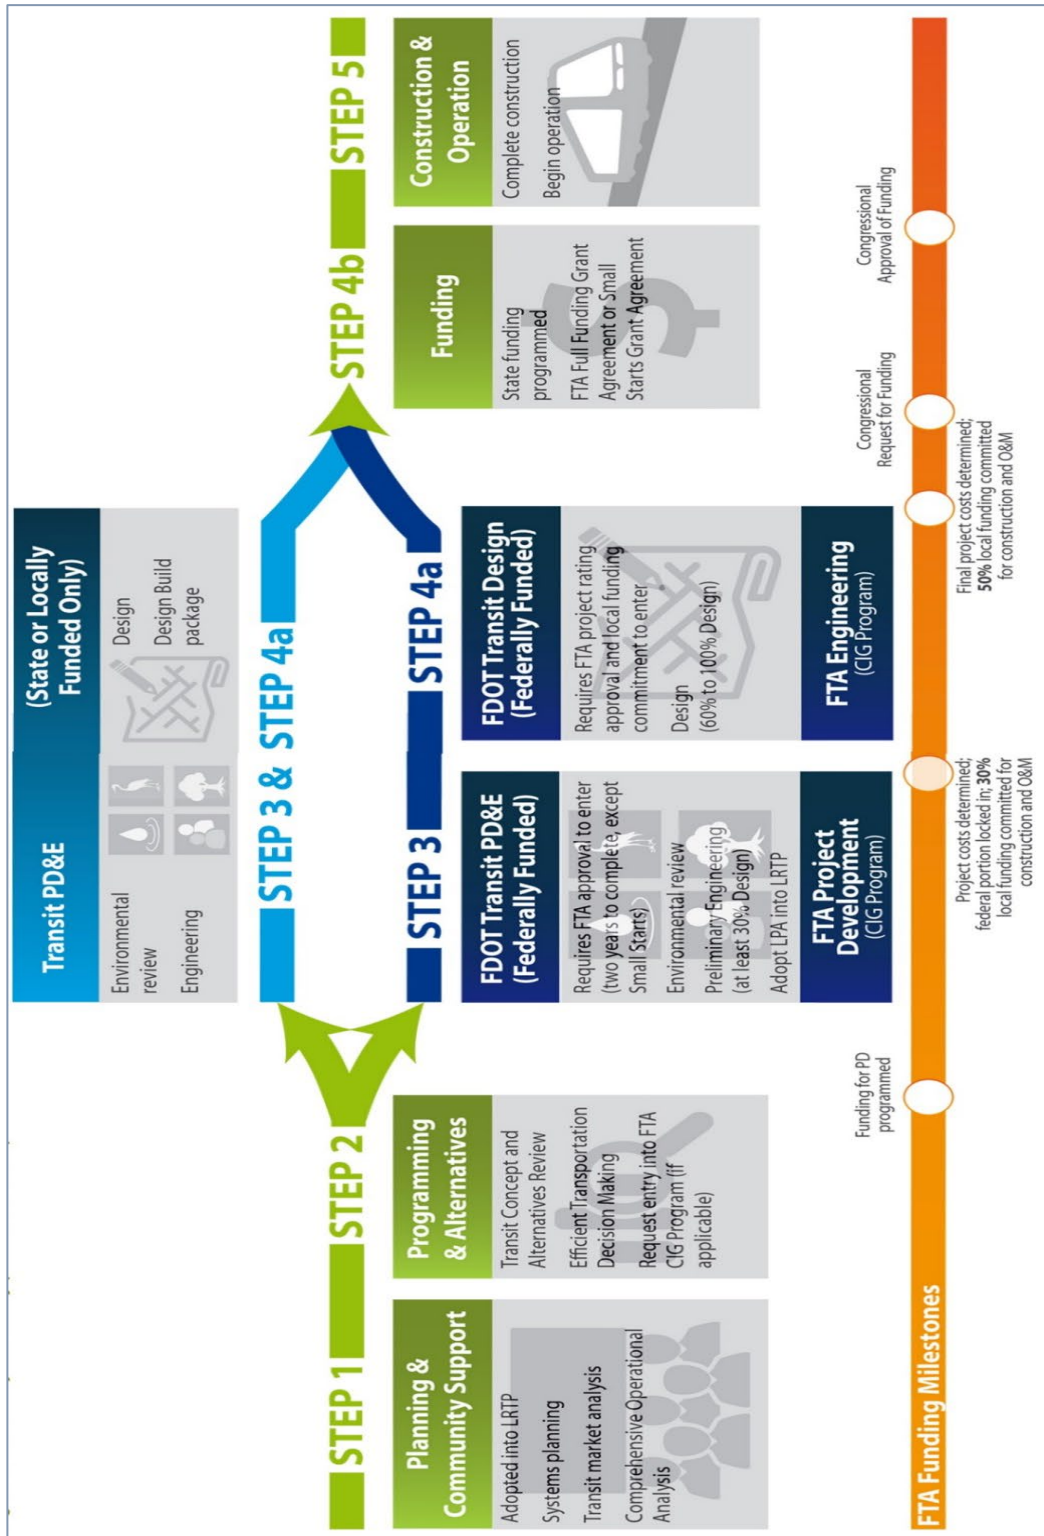 Transit PD&E
(State or Locally
Funded Only)
Environmental
review
Engineering
Design
Design Build
package
STEP 3 & STEP 4a
STEP 1
STEP 2
STEP 3
STEP 4a
STEP 4b
STEP 5
Planning &
Community Support
Adopted into LRTP
Systems planning
Transit market analysis
Comprehensive Operational
Analysis
Programming
& Alternatives
Transit Concept and
Alternatives Review
Efficient Transportation
Decision Making
Request entry into FTA
CIG Program (if
applicable)
FDOT Transit PD&E
(Federally Funded)
Requires FTA approval to enter
(two years to complete, except
Small Starts)
Environmental review
Preliminary Engineering
(at least 30% Design)
Adopt LPA into LRTP
FTA Project
Development
(CIG Program)
FDOT Transit Design
(Federally Funded)
Requires FTA project rating
approval and local funding
commitment to enter
Design
(60% to 100% Design)
FTA Engineering
(CIG Program)
Funding
State funding
programmed
FTA Full Funding Grant
Agreement or Small
Starts Grant Agreement
Construction &
Operation
Complete construction
Begin operation
FTA Funding Milestones
Funding for PD
programmed
Project costs determined;
federal portion locked in; 30%
local funding committed for
construction and O&M
Final project costs determined;
50% local funding committed
for construction and O&M
Congressional
Request for Funding
Congressional
Approval of Funding